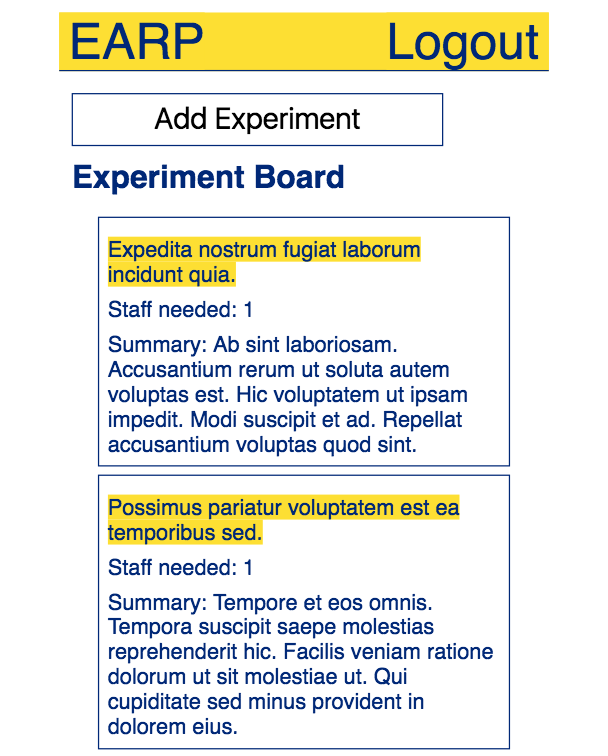 EARP Logout
Add Experiment
Experiment Board
Expedita nostrum fugiat laborum
incidunt quia.
Staff needed: 1
Summary: Ab sint laboriosam.
Accusantium rerum ut soluta autem
voluptas est. Hic voluptatem ut ipsam
impedit. Modi suscipit et ad. Repellat
accusantium voluptas quod sint.
Possimus pariatur voluptatem est ea
temporibus sed.
Staff needed: 1
Summary: Tempore et eos omnis.
Tempora suscipit saepe molestias
reprehenderit hic. Facilis veniam ratione
dolorum ut sit molestiae ut. Qui
cupiditate sed minus provident in
dolorem eius.